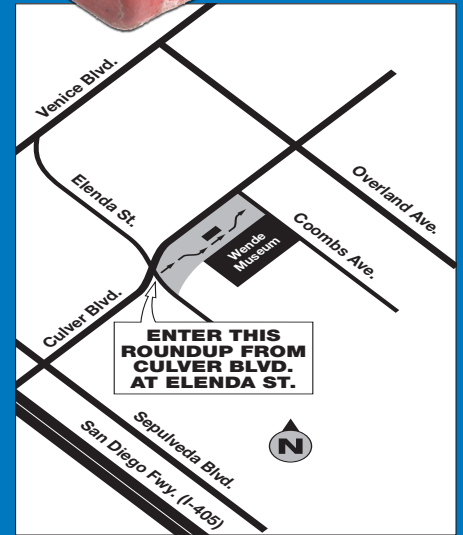 Venice Blvd.
Elenda St.
Overland Ave.
Coombs Ave.
Wende
Museum
Culver Blvd.
ENTER THIS
ROUNDUP FROM
CULVER BLVD.
AT ELENDA ST.
Sepulveda Blvd.
San Diego Fwy. (I-405)
N